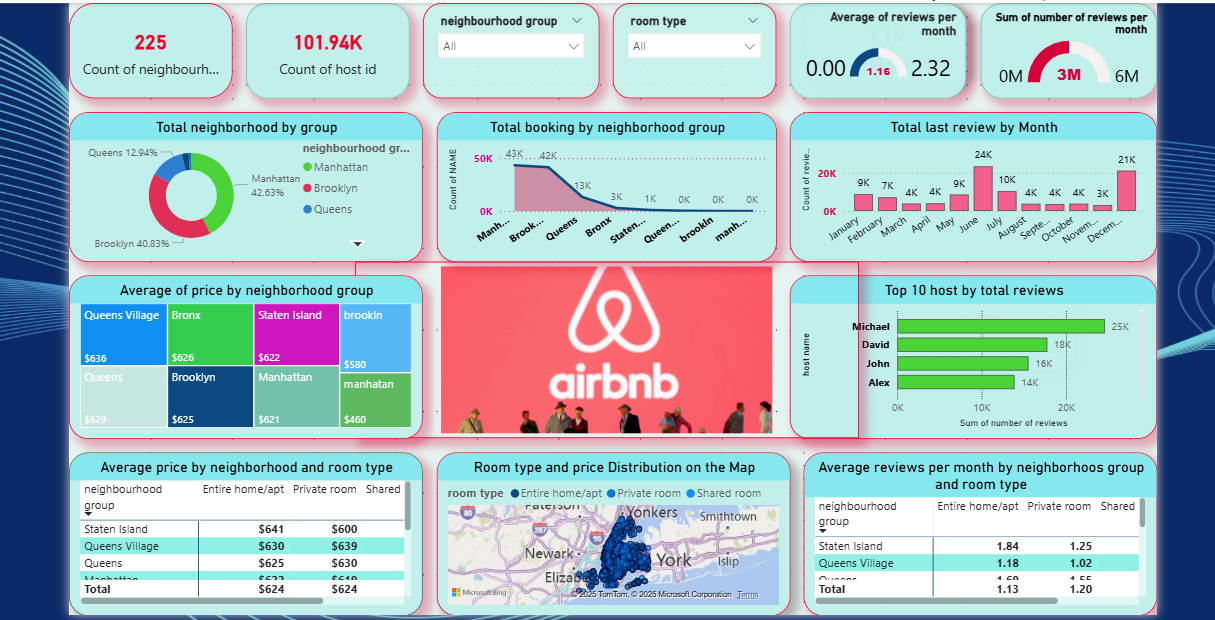 225
Count of neighbourh...
101.94K
Count of host id
neighbourhood group
All
room type
All
Average of reviews per
month
0.00
1.16
2.32
Sum of number of reviews per
month
0M
3M
6M
Total neighborhood by group
Queens 12.94%
Manhattan
42.63%
Brooklyn 40.83%
neighbourhood gr...
Manhattan
Brooklyn
Queens
Total booking by neighborhood group
Count of NAME
50K
0K
43K
42K
13K
3K
1K
0K
0K
0K
Manh...
Brook...
Queens
Bronx
Staten...
Queen...
brookln
manh...
Total last review by Month
Count of revie...
20K
0K
9K
7K
4K
4K
9K
24K
10K
4K
4K
4K
3K
21K
January
February
March
April
May
June
July
August
Septe...
October
Novem...
Decem...
Average of price by neighborhood group
Queens Village
$636
Bronx
$626
Staten Island
$622
brookln
$580
Queens
$629
Brooklyn
$625
Manhattan
$621
manhatan
$460
airbnb
Top 10 host by total reviews
host name
Michael
25K
David
18K
John
16K
Alex
14K
0K
10K
20K
Sum of number of reviews
Average price by neighborhood and room type
neighbourhood
group
Entire home/apt
Private room
Shared
Staten Island $641 $600
Queens Village $630 $639
Queens $625 $630
Manhattan $622 $619
Total $624 $624
Room type and price Distribution on the Map
room type
Entire home/apt
Private room
Shared room
Paterson
Yonkers
Smithtown
80
287
95
Newark
York
Islip
Elizab
Microsoft Bing
© 2025 TomTom, © 2025 Microsoft Corporation Terms
Average reviews per month by neighborhoos group
and room type
neighbourhood
group
Entire home/apt
Private room
Shared
Staten Island 1.84 1.25
Queens Village 1.18 1.02
Queens 1.69 1.55
Total 1.13 1.20